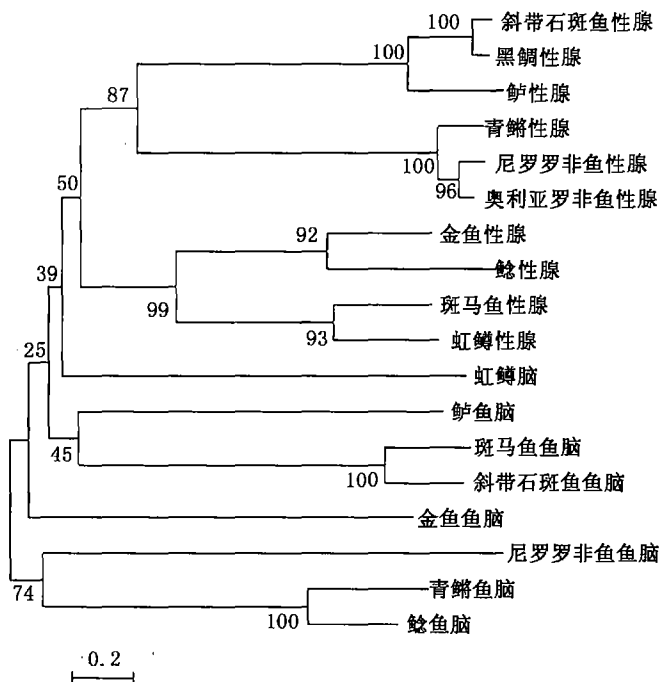 100
斜带石斑鱼性腺
100
黑鲷性腺
鲈性腺
87
青鳉性腺
100
尼罗罗非鱼性腺
96
奥利亚罗非鱼性腺
50
92
金鱼性腺
鲶性腺
39
99
斑马鱼性腺
93
虹鳟性腺
25
虹鳟脑
鲈鱼脑
45
斑马鱼鱼脑
100
斜带石斑鱼鱼脑
金鱼鱼脑
尼罗罗非鱼鱼脑
74
青鳉鱼脑
100
鲶鱼脑
0.2